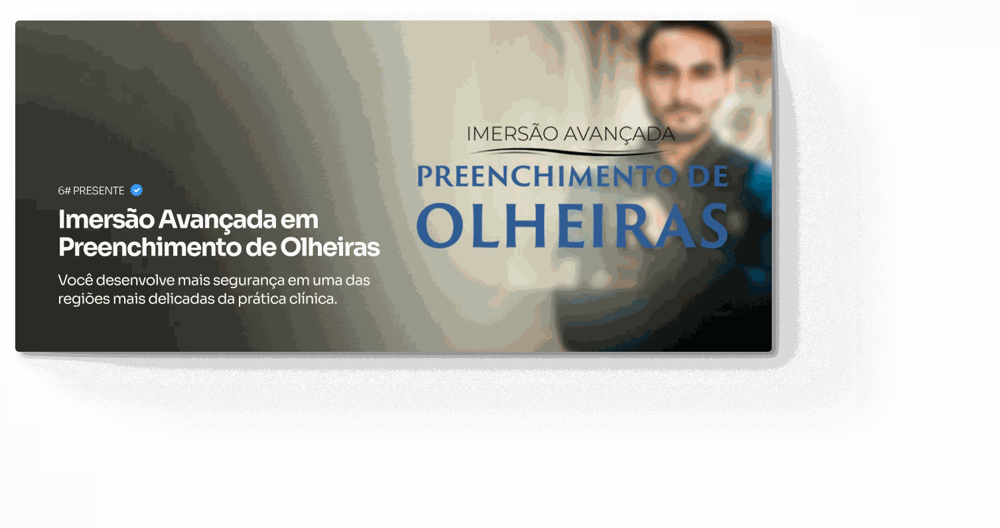 6# PRESENTE
Imersão Avançada em
Preenchimento de Olheiras
Você desenvolve mais segurança em uma das
regiões mais delicadas da prática clínica.
IMERSÃO AVANÇADA
PREENCHIMENTO DE
OLHEIRAS